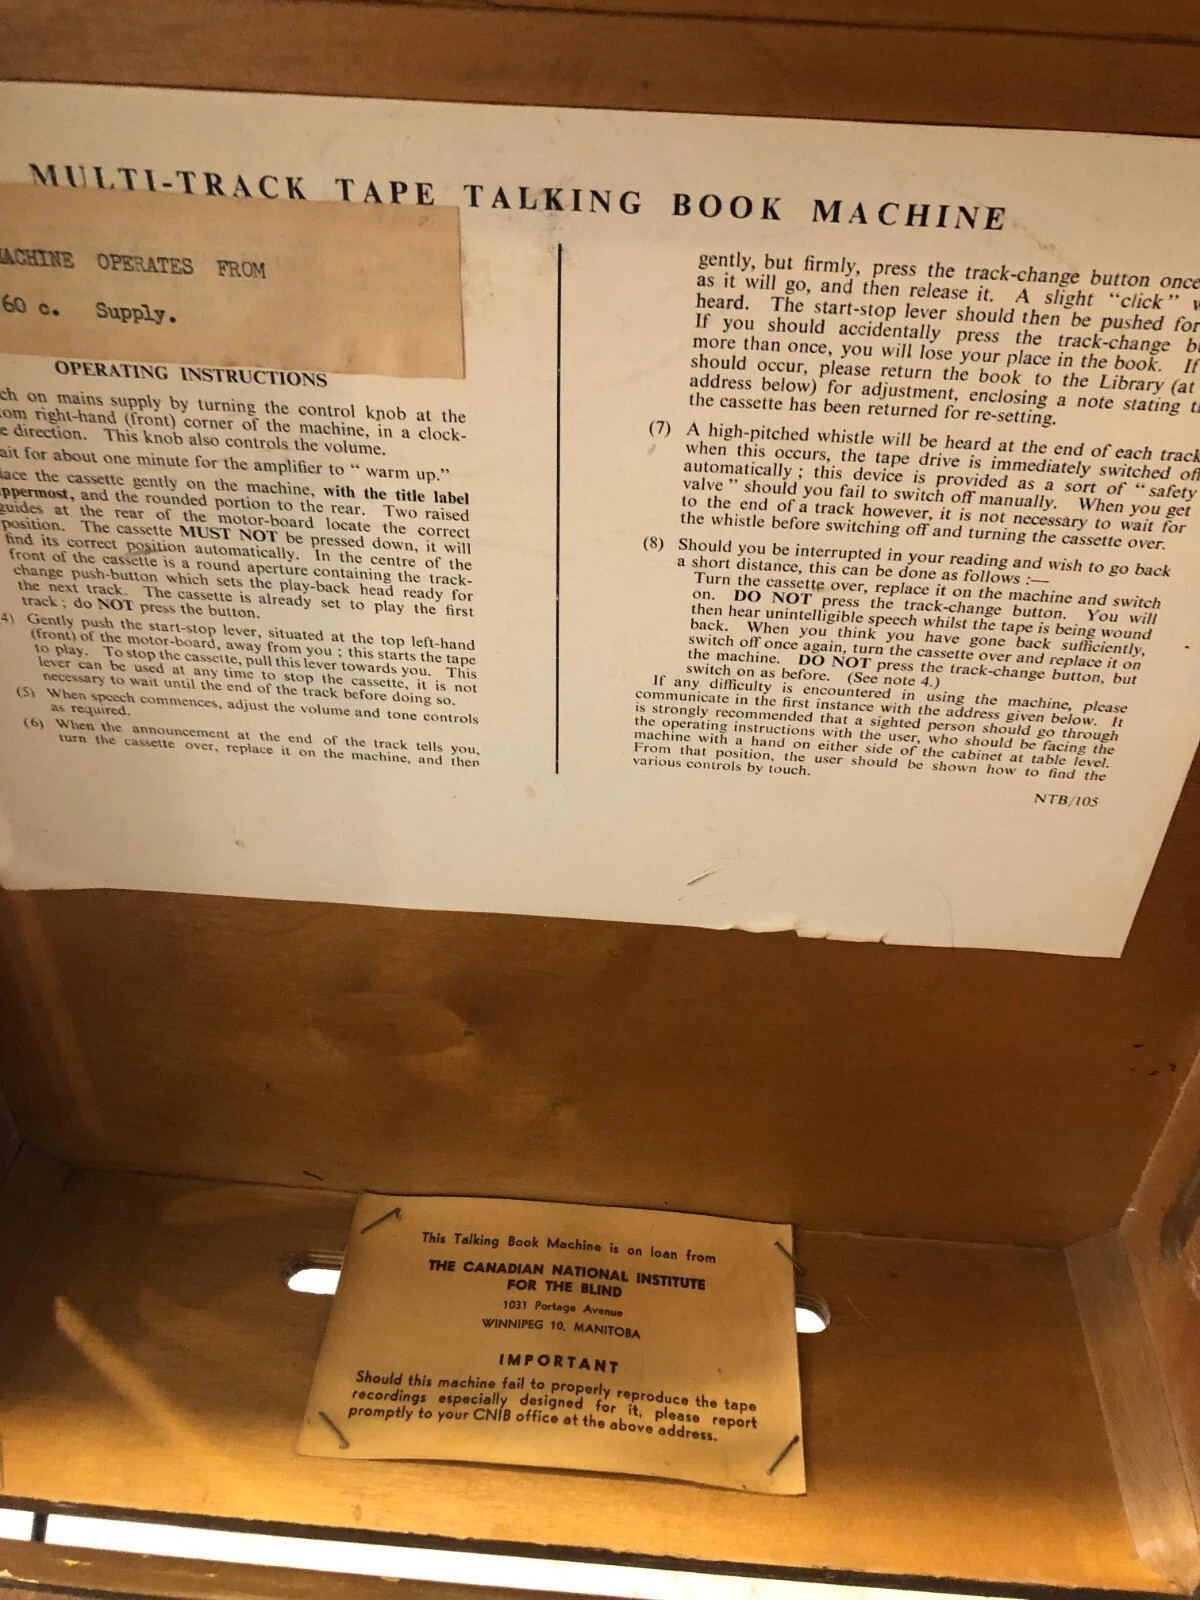 MULTI-TRACK TAPE TALKING BOOK MACHINE
MACHINE OPERATES FROM
60 c. Supply.
OPERATING INSTRUCTIONS
on mains supply by turning the control knob at the
right-hand (front) corner of the machine, in a clock-
direction. This knob also controls the volume.
for about one minute for the amplifier to “ warm up.”
the cassette gently on the machine, with the title label
uppermost, and the rounded portion to the rear. Two raised
guides at the rear of the motor-board locate the correct
position. The cassette MUST NOT be pressed down, it will
find its correct position automatically. In the centre of the
front of the cassette is a round aperture containing the track-
change push-button which sets the play-back head ready for
the next track. The cassette is already set to play the first
track ; do NOT press the button.
4) Gently push the start-stop lever, situated at the top left-hand
(front) of the motor-board, away from you ; this starts the tape
to play. To stop the cassette, pull this lever towards you. This
lever can be used at any time to stop the cassette, it is not
necessary to wait until the end of the track before doing so.
(5) When speech commences, adjust the volume and tone controls
as required.
(6) When the announcement at the end of the track tells you,
turn the cassette over, replace it on the machine, and then
gently, but firmly, press the track-change button once
as it will go, and then release it. A slight “click”
heard. The start-stop lever should then be pushed for
If you should accidentally press the track-change
more than once, you will lose your place in the book. If
should occur, please return the book to the Library (at
address below) for adjustment, enclosing a note stating
the cassette has been returned for re-setting.
(7) A high-pitched whistle will be heard at the end of each track
when this occurs, the tape drive is immediately switched off
automatically ; this device is provided as a sort of “safety
valve ” should you fail to switch off manually. When you get
to the end of a track however, it is not necessary to wait for
the whistle before switching off and turning the cassette over.
(8) Should you be interrupted in your reading and wish to go back
a short distance, this can be done as follows :—
Turn the cassette over, replace it on the machine and switch
on. DO NOT press the track-change button. You will
then hear unintelligible speech whilst the tape is being wound
back. When you think you have gone back sufficiently,
switch off once again, turn the cassette over and replace it on
the machine. DO NOT press the track-change button, but
switch on as before. (See note 4.)
If any difficulty is encountered in using the machine, please
communicate in the first instance with the address given below. It
is strongly recommended that a sighted person should go through
the operating instructions with the user, who should be facing the
machine with a hand on either side of the cabinet at table level.
From that position, the user should be shown how to find the
various controls by touch.
NTB/105
This Talking Book Machine is on loan from
THE CANADIAN NATIONAL INSTITUTE
FOR THE BLIND
1031 Portage Avenue
WINNIPEG 10, MANITOBA
IMPORTANT
Should this machine fail to properly reproduce the tape
recordings especially designed for it, please report
promptly to your CNIB office at the above address.